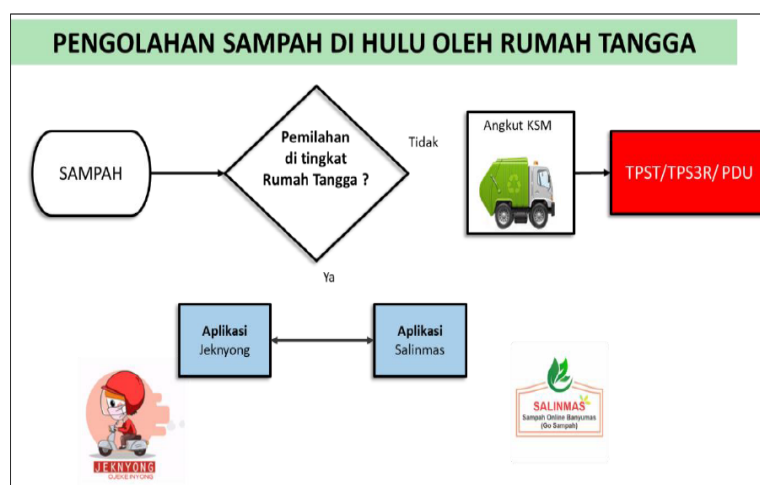 PENGOLAHAN SAMPAH DI HULU OLEH RUMAH TANGGA
SAMPAH
Pemilahan
di tingkat
Rumah Tangga ?
Tidak
Angkut KSM
TPST/TPS3R/ PDU
Ya
Aplikasi
Jeknyong
Aplikasi
Salinmas
JEKNYONG
SALINMAS
Sampah Online Banyumas
(Go Sampah)